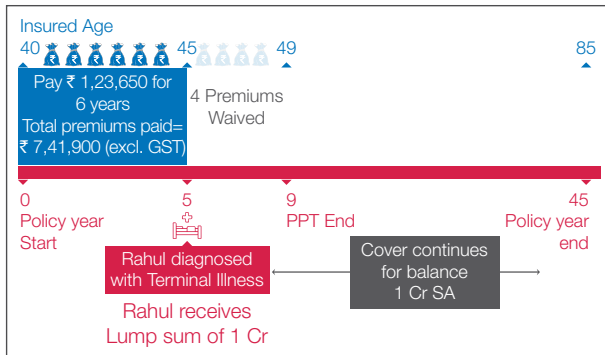 Insured Age
40 45 49 85
Pay ₹ 1,23,650 for
6 years
Total premiums paid=
₹ 7,41,900 (excl. GST)
4 Premiums
Waived
0 5 9 45
Policy year
Start
PPT End
Policy year
end
Rahul diagnosed
with Terminal Illness
Cover continues
for balance
1 Cr SA
Rahul receives
Lump sum of 1 Cr